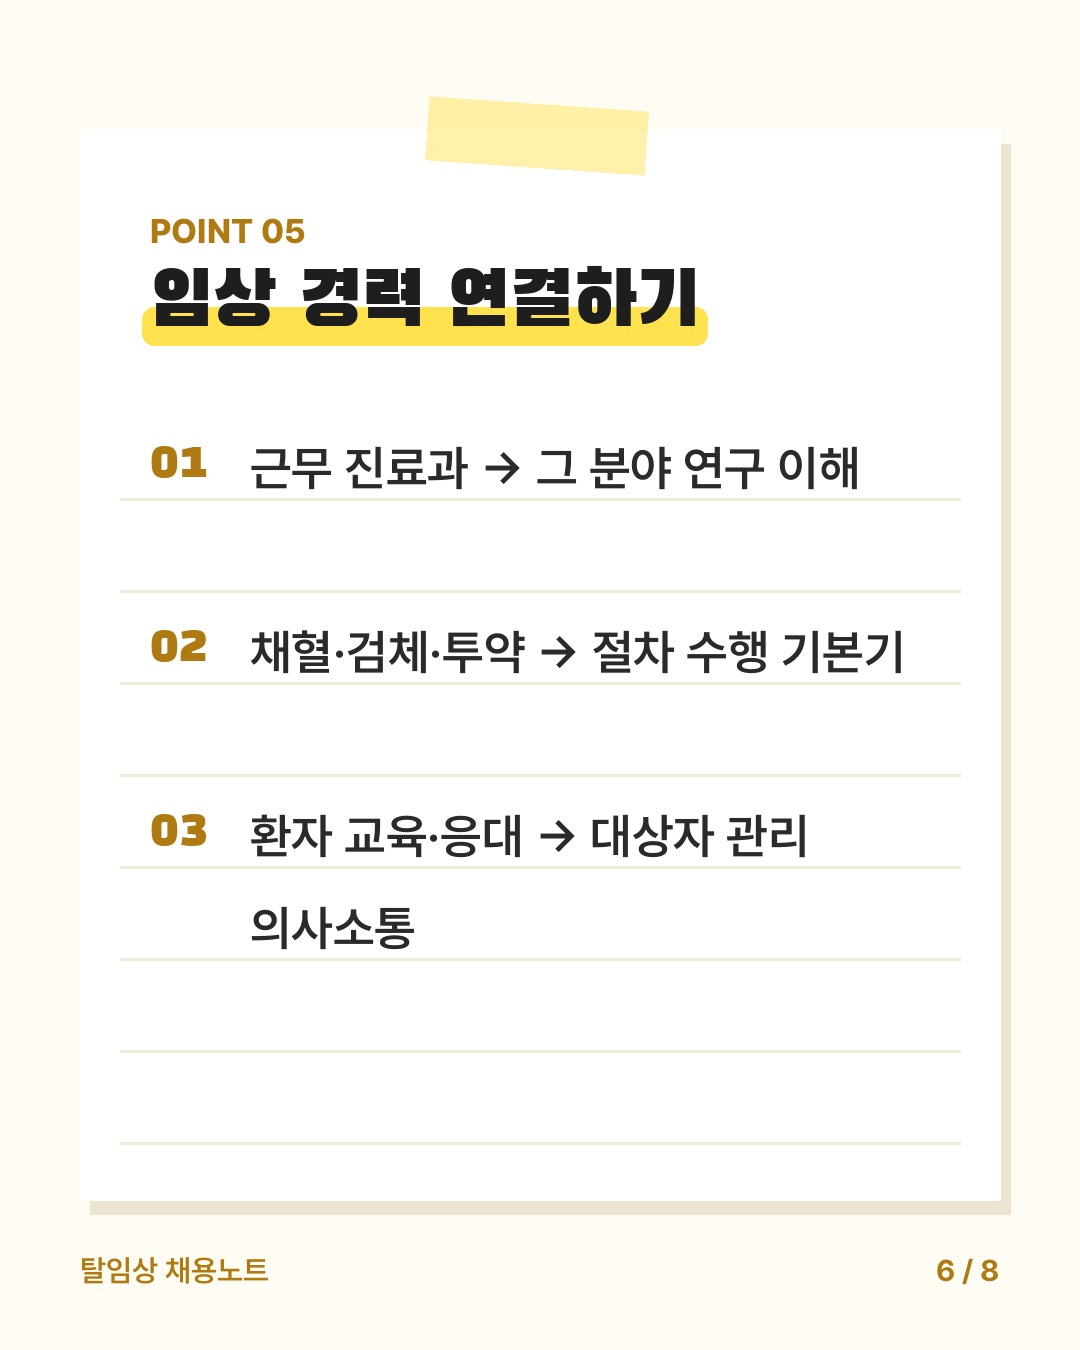 POINT 05
임상 경력 연결하기
01 근무 진료과 → 그 분야 연구 이해
02 채혈·검체·투약 → 절차 수행 기본기
03 환자 교육·응대 → 대상자 관리
의사소통
탈임상 채용노트
6 / 8